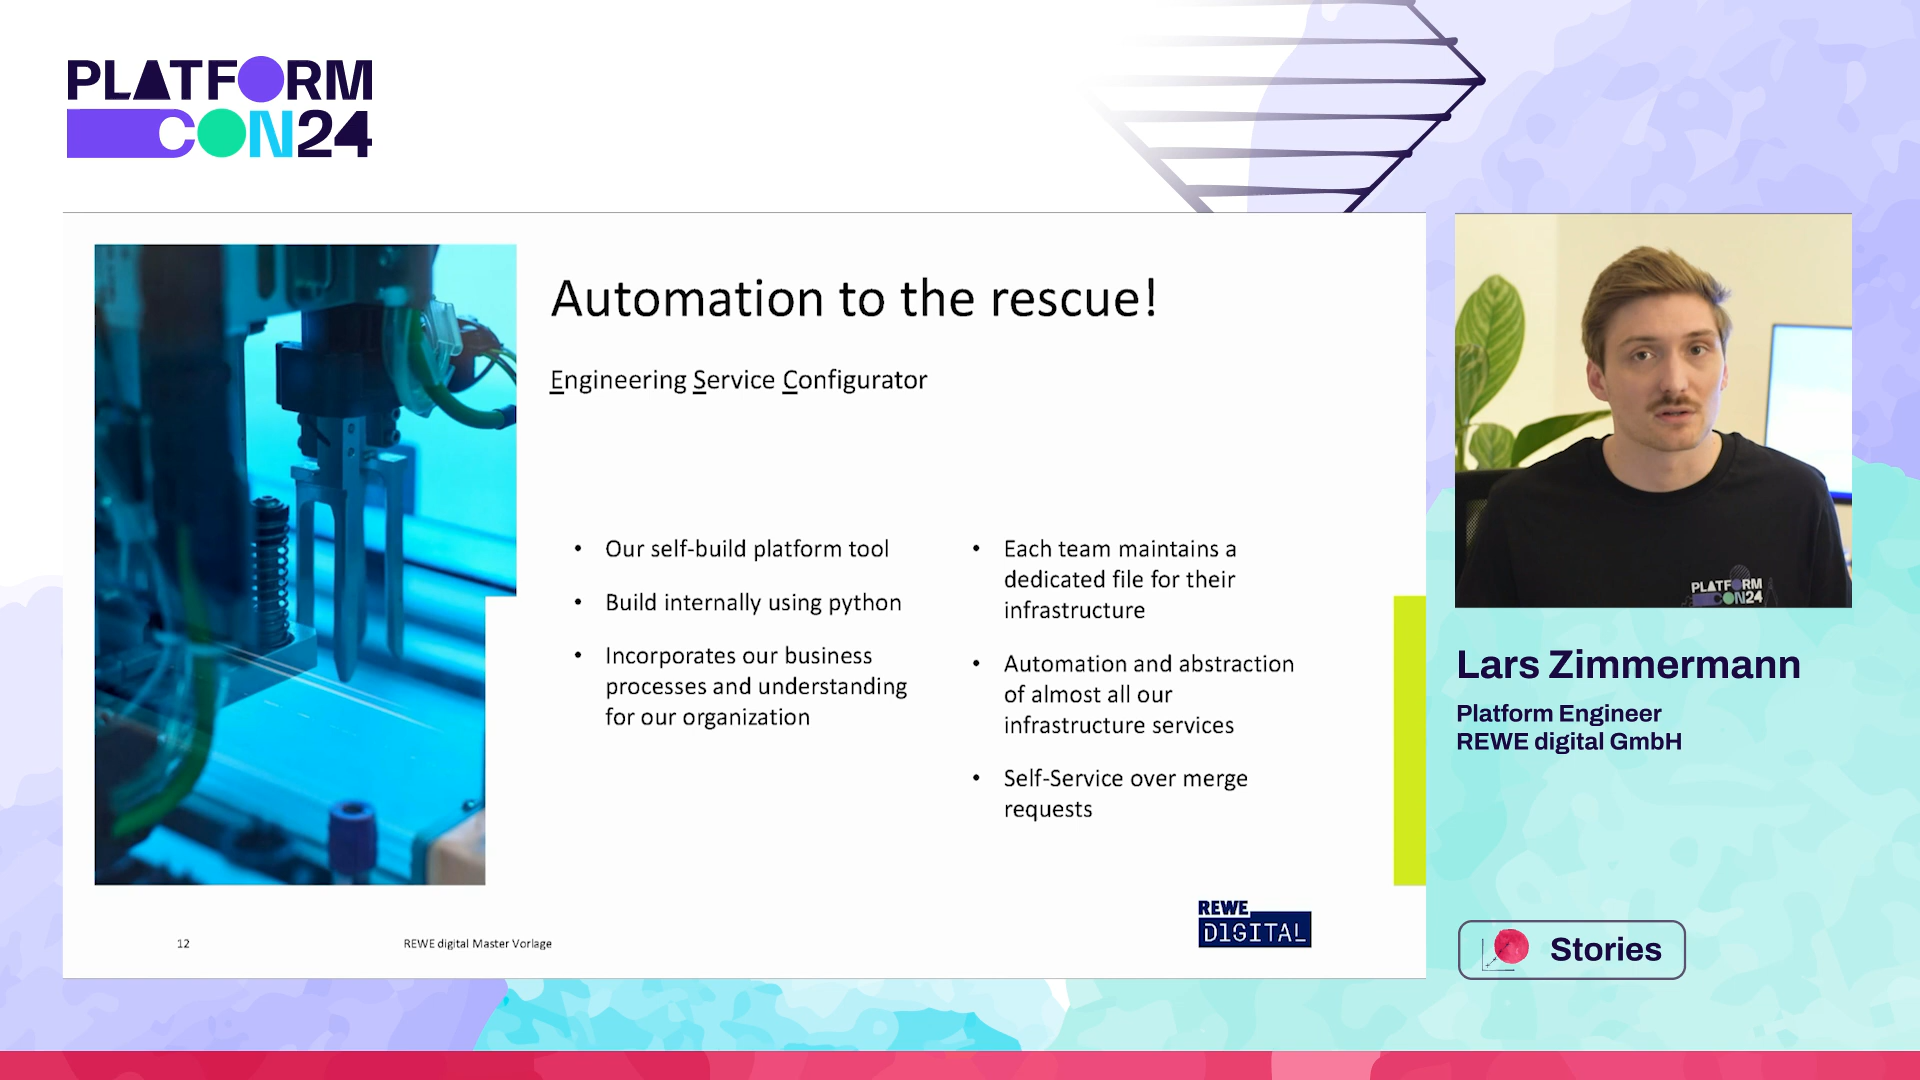 PLATFORM
CON24
Automation to the rescue!
Engineering Service Configurator
• Our self-build platform tool
• Build internally using python
• Incorporates our business
processes and understanding
for our organization
• Each team maintains a
dedicated file for their
infrastructure
• Automation and abstraction
of almost all our
infrastructure services
• Self-Service over merge
requests
12
REWE digital Master Vorlage
REWE
DIGITAL
PLATFORM
CON24
Lars Zimmermann
Platform Engineer
REWE digital GmbH
Stories